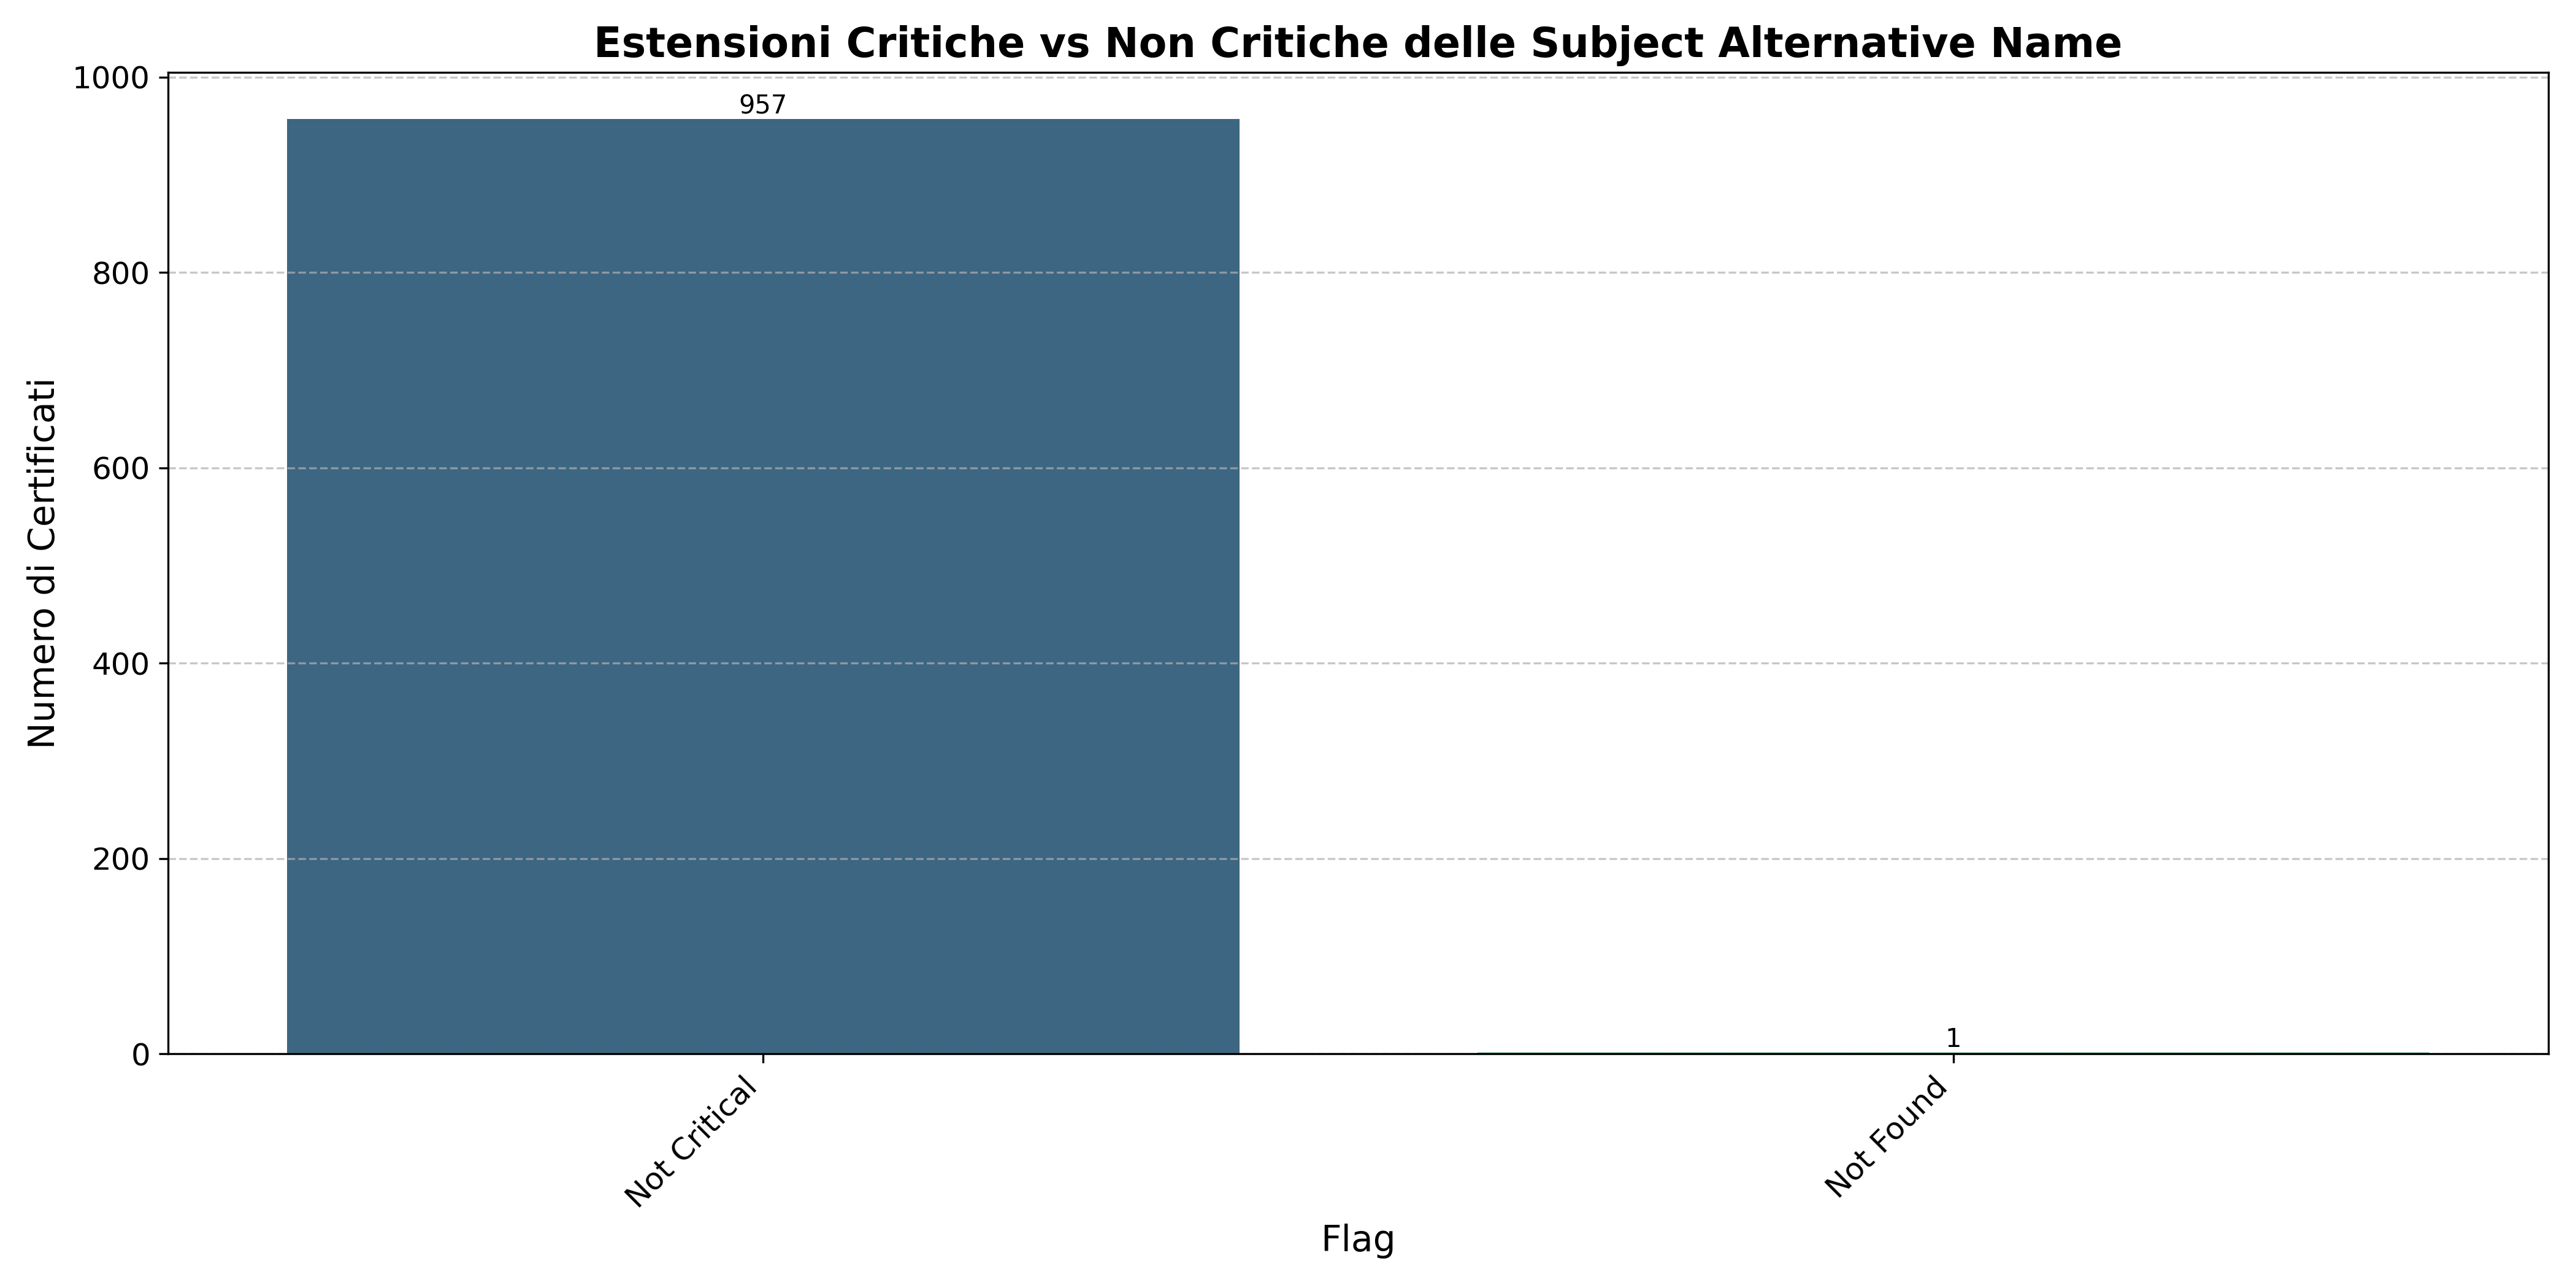 Estensioni Critiche vs Non Critiche delle Subject Alternative Name
Numero di Certificati
1000
800
600
400
200
0
957
1
Not Critical
Not Found
Flag